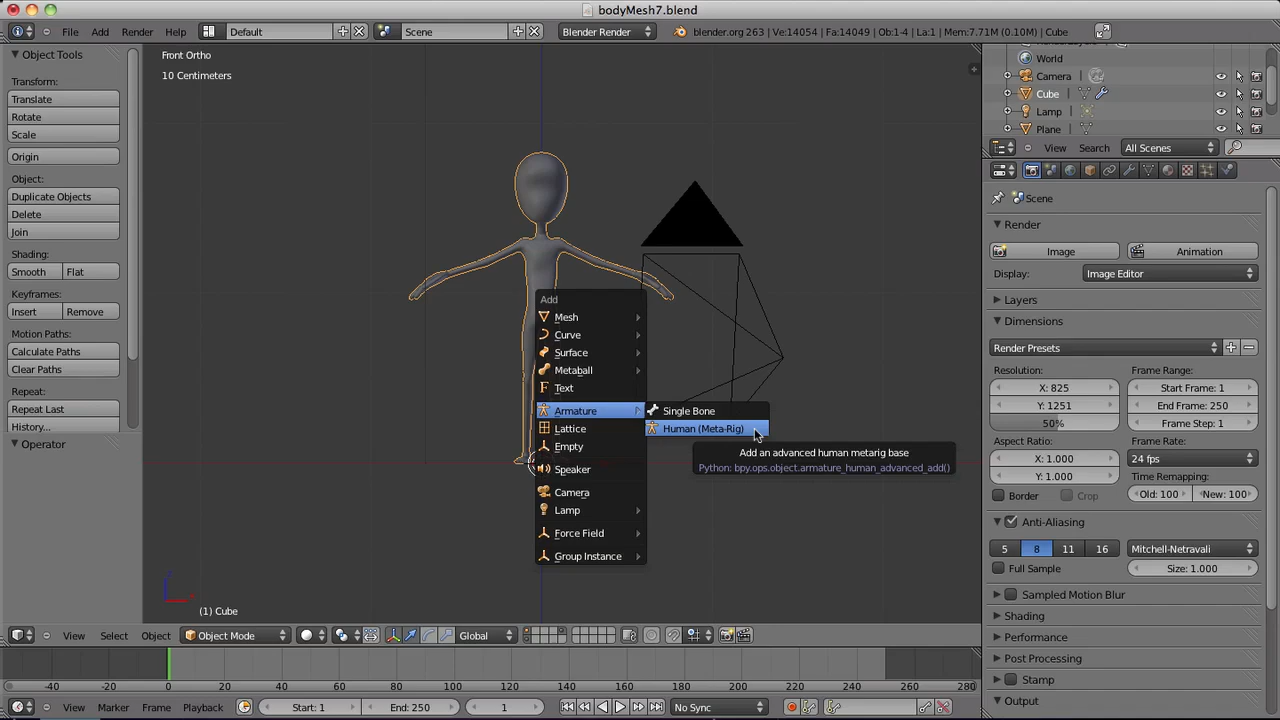 bodyMesh7.blend
File Add Render Help Default Scene Blender Render blender.org 263 | Ve:14054 | Fa:14049 | Ob:1-4 | La:1 | Mem:7.71M (0.10M) | Cube
Object Tools
Transform:
Translate
Rotate
Scale
Origin
Object:
Duplicate Objects
Delete
Join
Shading:
Smooth Flat
Keyframes:
Insert Remove
Motion Paths:
Calculate Paths
Clear Paths
Repeat:
Repeat Last
History
Operator
Front Ortho
10 Centimeters
Add
Mesh
Curve
Surface
Metaball
Text
Armature
Lattice
Empty
Speaker
Camera
Lamp
Force Field
Group Instance
Single Bone
Human (Meta-Rig)
Add an advanced human metarig base
Python: bpy.ops.object.armature_human_advanced_add()
(1) Cube
View Select Object Object Mode Global
-40 -20 0 20 40 60 80 100 120 140 160 180 200 220 240 260 280
View Marker Frame Playback Start: 1 End: 250 1 No Sync
World
Camera
Cube
Lamp
Plane
View Search All Scenes
Scene
Render
Image Animation
Display: Image Editor
Layers
Dimensions
Render Presets
Resolution: Frame Range:
X: 825 Start Frame: 1
Y: 1251 End Frame: 250
50% Frame Step: 1
Aspect Ratio: Frame Rate:
X: 1.000 24 fps
Y: 1.000 Time Remapping:
Border Crop Old: 100 New: 100
Anti-Aliasing
5 8 11 16 Mitchell-Netravali
Full Sample Size: 1.000
Sampled Motion Blur
Shading
Performance
Post Processing
Stamp
Output